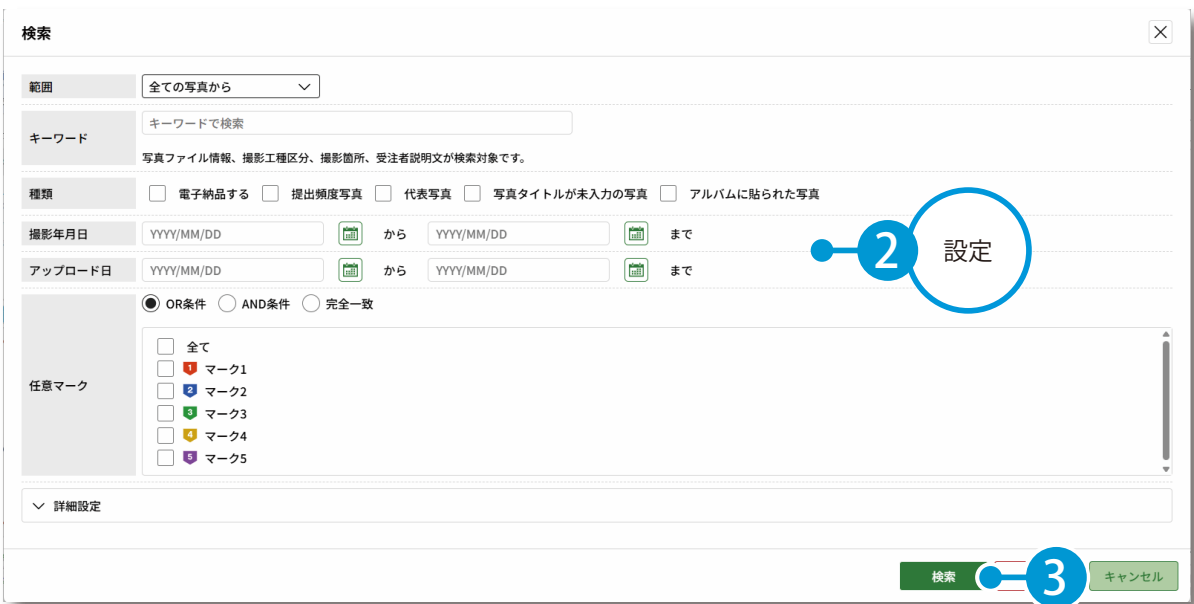 検索
範囲 全ての写真から
キーワード キーワードで検索
写真ファイル情報、撮影工種区分、撮影箇所、受注者説明文が検索対象です。
種類 電子納品する 提出頻度写真 代表写真 写真タイトルが未入力の写真 アルバムに貼られた写真
撮影年月日 YYYY/MM/DD から YYYY/MM/DD まで
2 設定
アップロード日 YYYY/MM/DD から YYYY/MM/DD まで
OR条件 AND条件 完全一致
任意マーク
全て
1 マーク1
2 マーク2
3 マーク3
4 マーク4
5 マーク5
詳細設定
検索 3 キャンセル